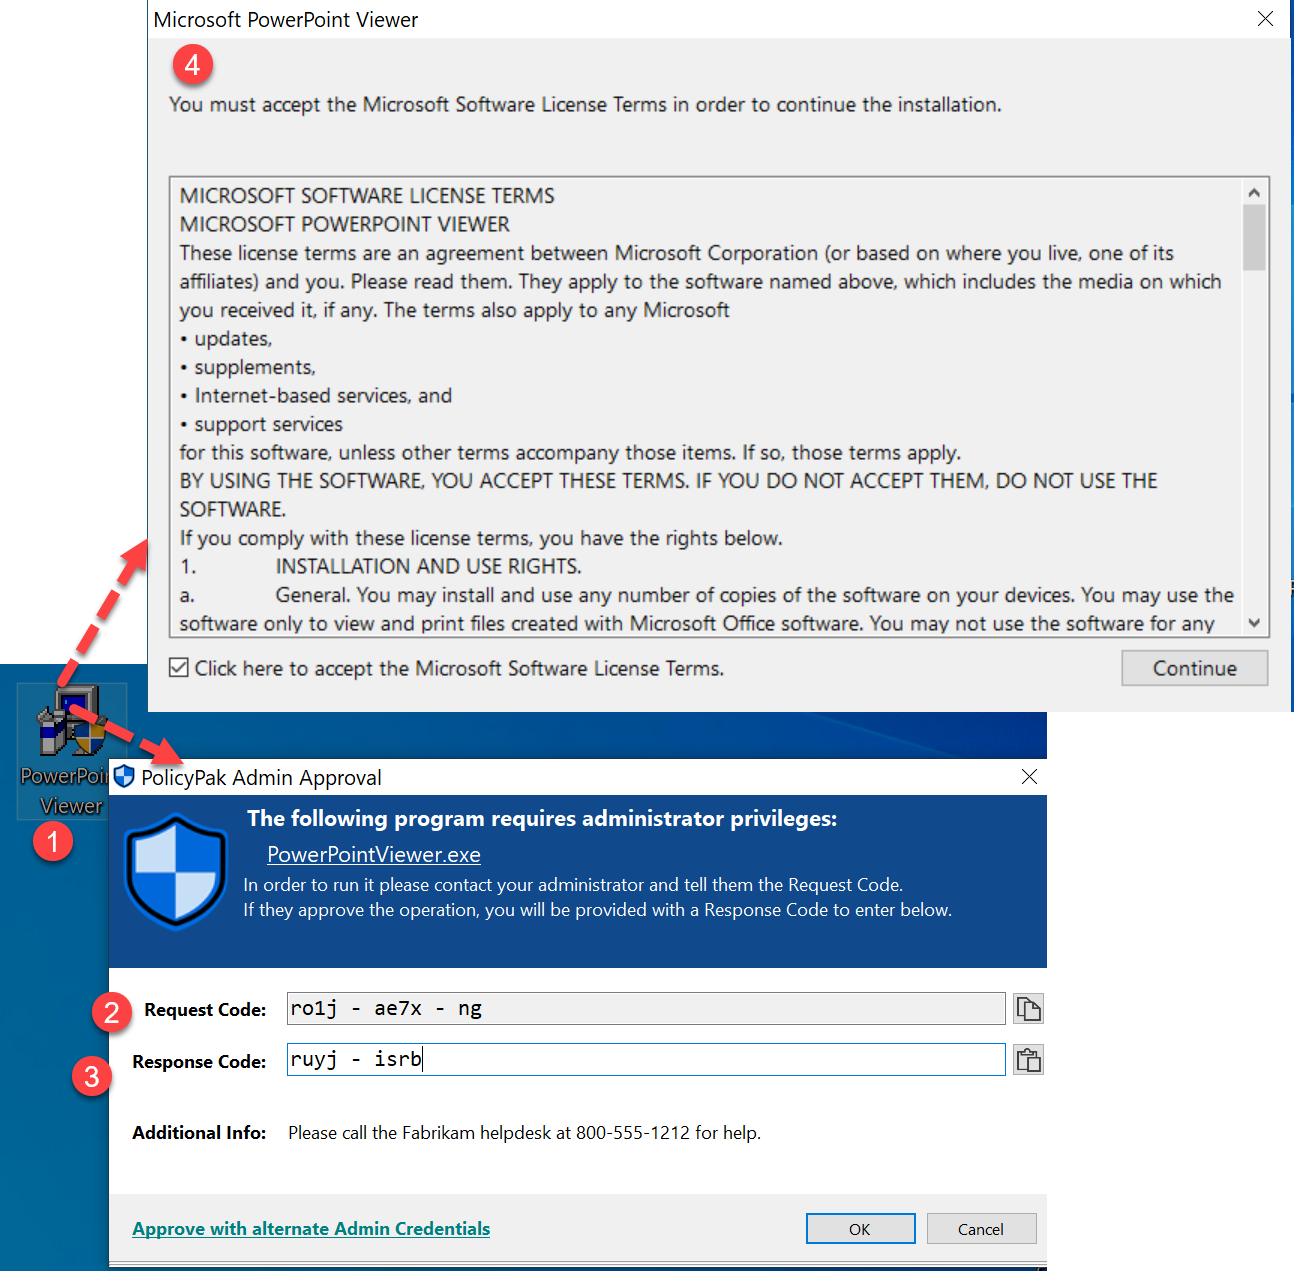 Microsoft PowerPoint Viewer
4
You must accept the Microsoft Software License Terms in order to continue the installation.
MICROSOFT SOFTWARE LICENSE TERMS
MICROSOFT POWERPOINT VIEWER
These license terms are an agreement between Microsoft Corporation (or based on where you live, one of its
affiliates) and you. Please read them. They apply to the software named above, which includes the media on which
you received it, if any. The terms also apply to any Microsoft
• updates,
• supplements,
• Internet-based services, and
• support services
for this software, unless other terms accompany those items. If so, those terms apply.
BY USING THE SOFTWARE, YOU ACCEPT THESE TERMS. IF YOU DO NOT ACCEPT THEM, DO NOT USE THE
SOFTWARE.
If you comply with these license terms, you have the rights below.
1. INSTALLATION AND USE RIGHTS.
a. General. You may install and use any number of copies of the software on your devices. You may use the
software only to view and print files created with Microsoft Office software. You may not use the software for any
Click here to accept the Microsoft Software License Terms.
Continue
PowerPoin
Viewer
1
PolicyPak Admin Approval
The following program requires administrator privileges:
PowerPointViewer.exe
In order to run it please contact your administrator and tell them the Request Code.
If they approve the operation, you will be provided with a Response Code to enter below.
2
Request Code: ro1j - ae7x - ng
3
Response Code: ruyj - isrb
Additional Info: Please call the Fabrikam helpdesk at 800-555-1212 for help.
Approve with alternate Admin Credentials
OK
Cancel